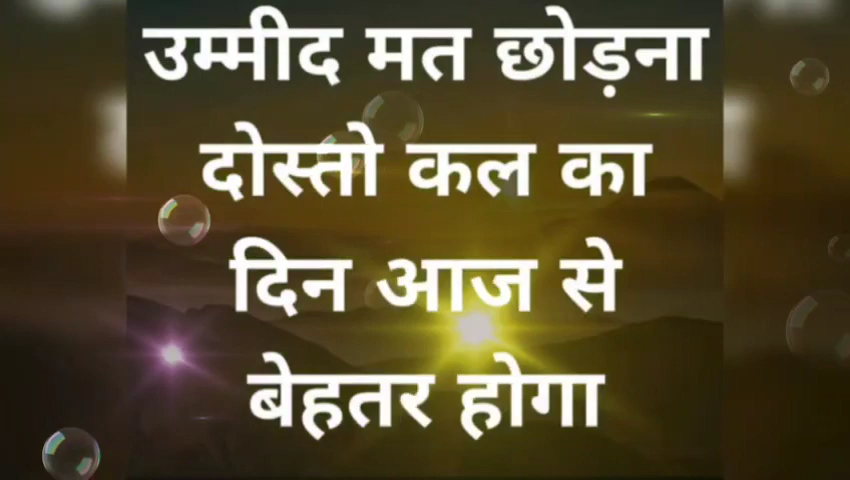 उम्मीद मत छोड़ना
दोस्तो कल का
दिन आज से
बेहतर होगा